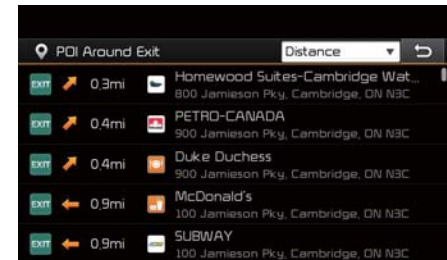 POI Around Exit
Distance
EXIT 0.3mi Homewood Suites-Cambridge Wat...
800 Jamieson Pky, Cambridge, ON N3C
EXIT 0.4mi PETRO-CANADA
900 Jamieson Pky, Cambridge, ON N3C
EXIT 0.4mi Duke Duchess
900 Jamieson Pky, Cambridge, ON N3C
EXIT 0.9mi McDonald's
100 Jamieson Pky, Cambridge, ON N3C
EXIT 0.9mi SUBWAY
100 Jamieson Pky, Cambridge, ON N3C